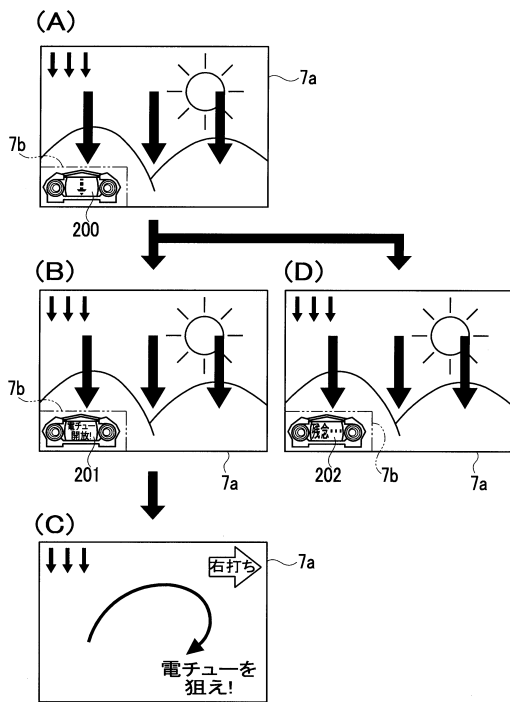 (A)
7a
7b
200
(B)
(D)
7b
電チュー
開放!
201
7a
残念・・・
202
7b
7a
(C)
右打ち
7a
電チューを
狙え!